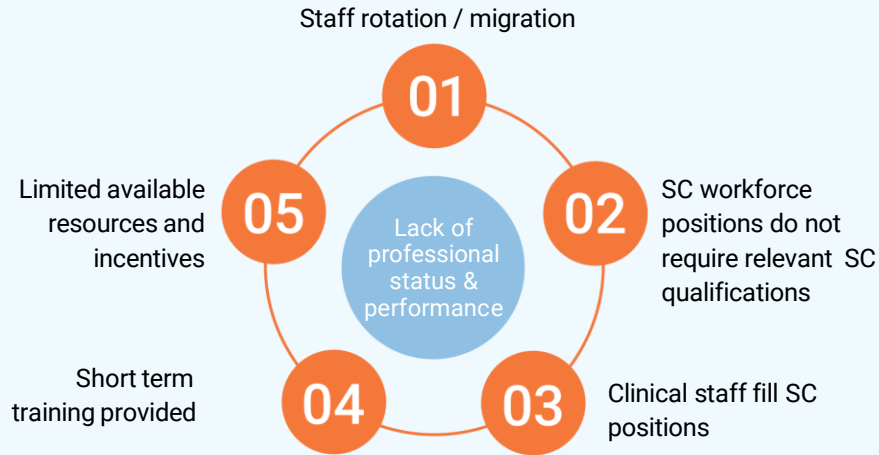 Staff rotation / migration
01
02
SC workforce
positions do not
require relevant SC
qualifications
03
Clinical staff fill SC
positions
04
Short term
training provided
05
Limited available
resources and
incentives
Lack of
professional
status &
performance